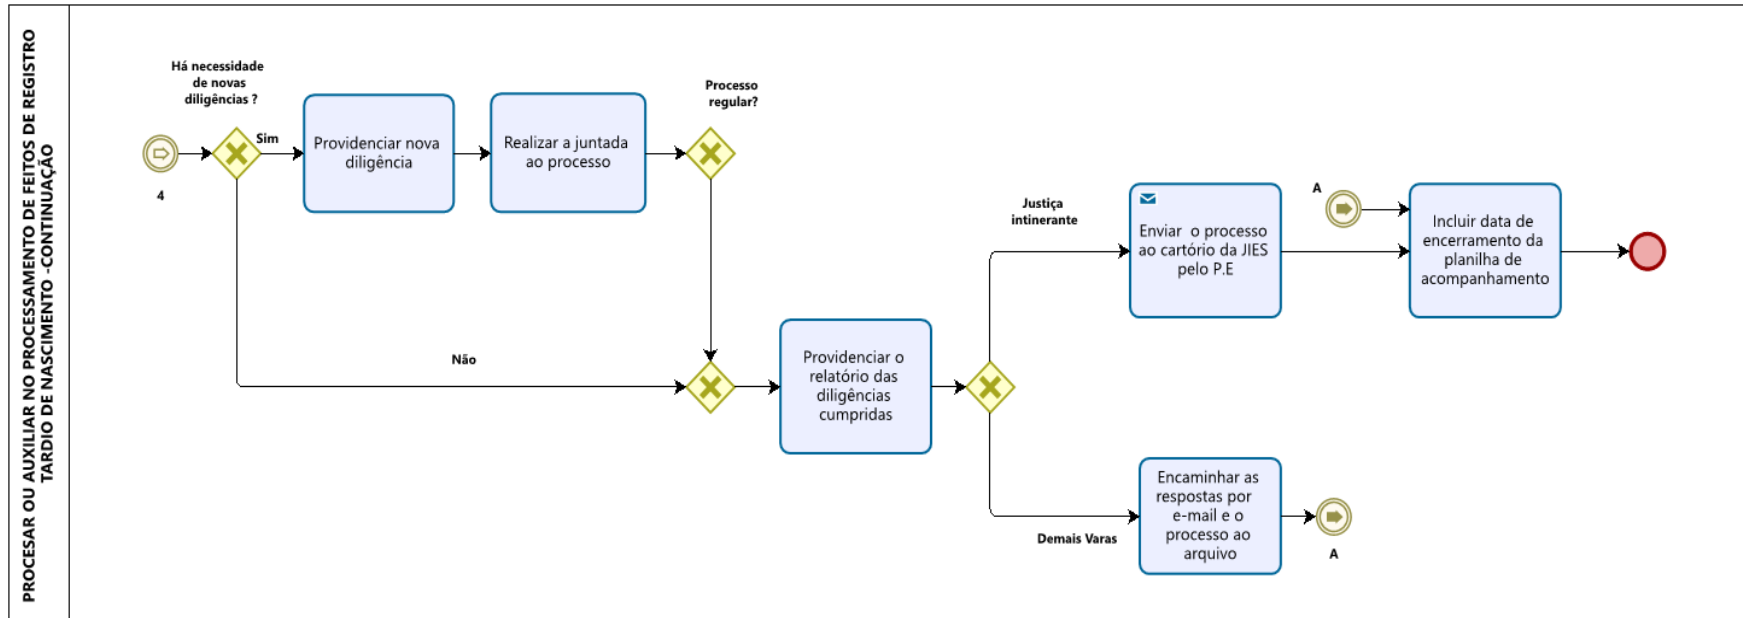 PROCESAR OU AUXILIAR NO PROCESSAMENTO DE FEITOS DE REGISTRO
TARDIO DE NASCIMENTO -CONTINUAÇÃO
Há necessidade
de novas
diligências ?
4
Sim
Providenciar nova
diligência
Realizar a juntada
ao processo
Processo
regular?
Não
Providenciar o
relatório das
diligências
cumpridas
Justiça
intinerante
Enviar  o processo
ao cartório da JIES
pelo P.E
A
Incluir data de
encerramento da
planilha de
acompanhamento
Demais Varas
Encaminhar as
respostas por
e-mail e o
processo ao
arquivo
A